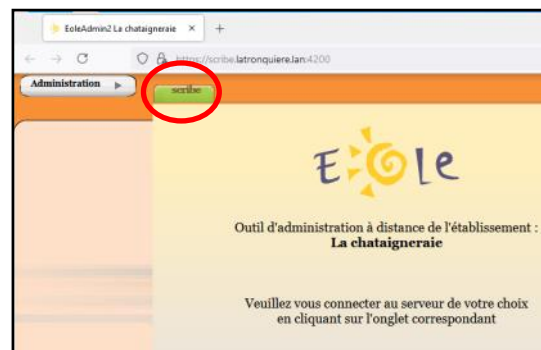 EoleAdmin2 La chataigneraie × +
https://scribe.latronquiere.lan:4200
Administration
scribe
EOLE
Outil d'administration à distance de l'établissement :
La chataigneraie
Veuillez vous connecter au serveur de votre choix
en cliquant sur l'onglet correspondant